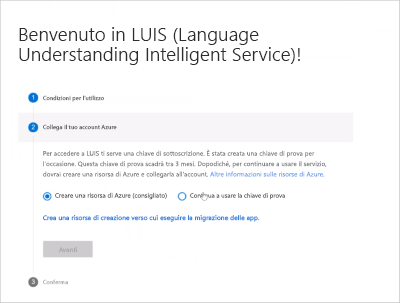 Benvenuto in LUIS (Language
Understanding Intelligent Service)!
1 Condizioni per l'utilizzo
2 Collega il tuo account Azure
Per accedere a LUIS ti serve una chiave di sottoscrizione. È stata creata una chiave di prova per
l'occasione. Questa chiave di prova scadrà tra 3 mesi. Dopodiché, per continuare a usare il servizio,
dovrai creare una risorsa di Azure e collegarla all'account. Altre informazioni sulle risorse di Azure.
Creare una risorsa di Azure (consigliato) Continua a usare la chiave di prova
Crea una risorsa di creazione verso cui eseguire la migrazione delle app.
Avanti
3 Conferma